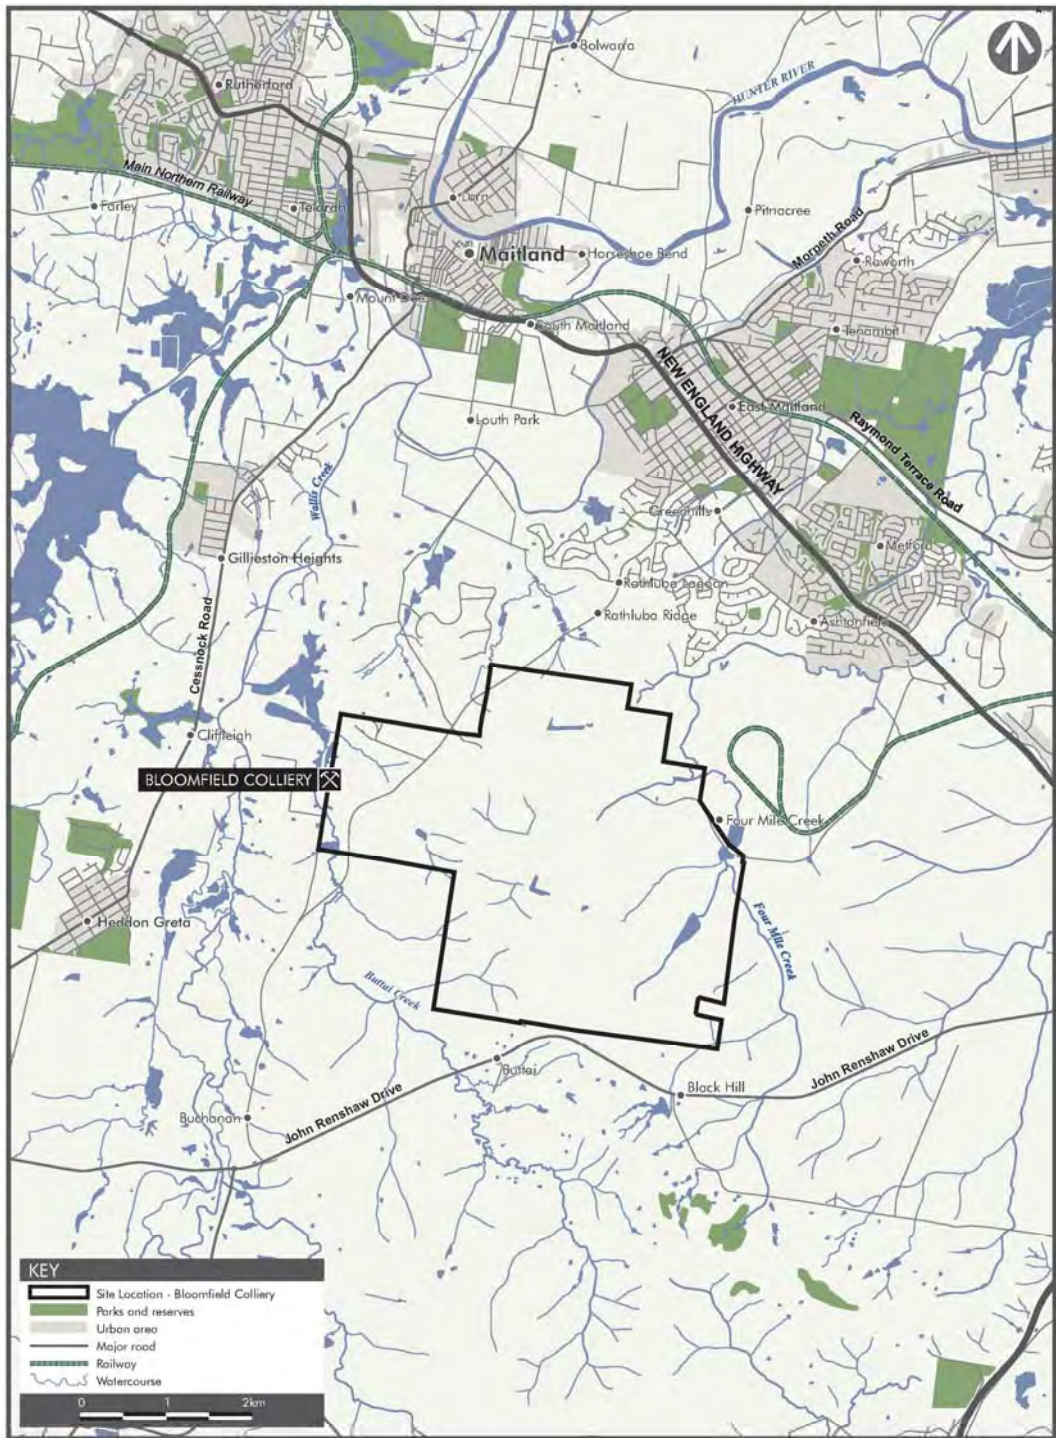 Bolwarra
HUNTER RIVER
Rutherford
Main Northern Railway
Farley
Telarah
Lorn
Pitnacree
Morpeth Road
Maitland
Horseshoe Bend
Raworth
Mount Dee
South Maitland
Tenambit
NEW ENGLAND HIGHWAY
East Maitland
Louth Park
Raymond Terrace Road
Wallis Creek
Greenhills
Metford
Gillieston Heights
Rathluba Lagoon
Rathluba Ridge
Ashtonfield
Cessnock Road
Cliftleigh
BLOOMFIELD COLLIERY
Four Mile Creek
Heddon Greta
Four Mile Creek
Buttai Creek
Buttai
John Renshaw Drive
Black Hill
John Renshaw Drive
Buchanan
KEY
Site Location - Bloomfield Colliery
Parks and reserves
Urban area
Major road
Railway
Watercourse
0 1 2km